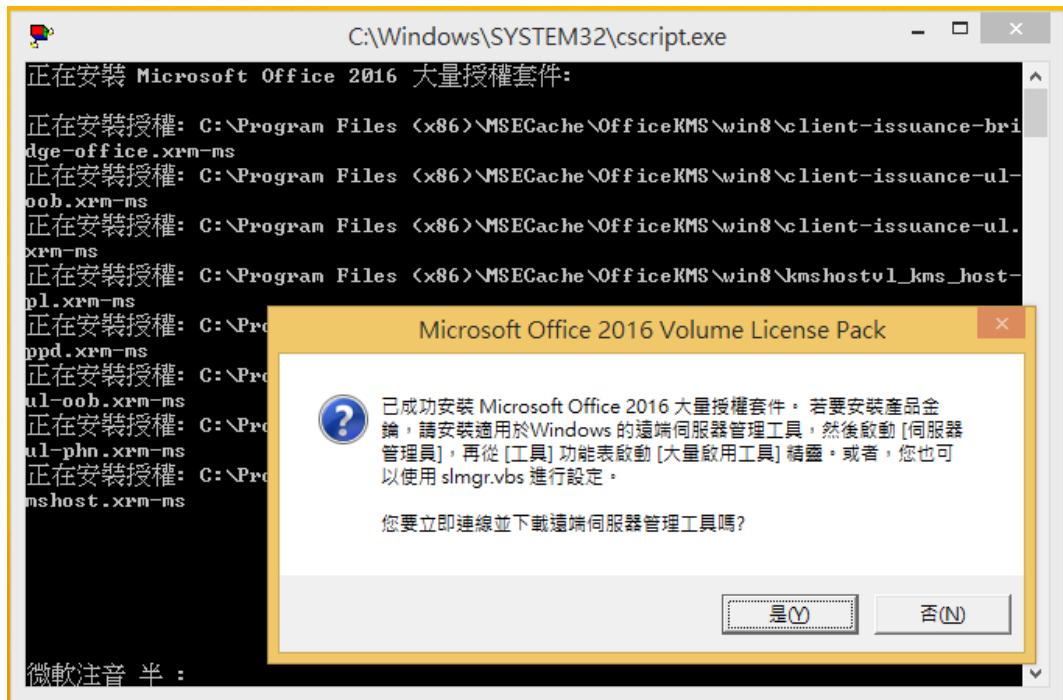 C:\Windows\SYSTEM32\cscript.exe
正在安裝 Microsoft Office 2016 大量授權套件:
正在安裝授權: C:\Program Files (x86)\MSECache\OfficeKMS\win8\client-issuance-bri
dge-office.xrm-ms
正在安裝授權: C:\Program Files (x86)\MSECache\OfficeKMS\win8\client-issuance-ul-
oob.xrm-ms
正在安裝授權: C:\Program Files (x86)\MSECache\OfficeKMS\win8\client-issuance-ul.
xrm-ms
正在安裝授權: C:\Program Files (x86)\MSECache\OfficeKMS\win8\kmshostvl_kms_host-
pl.xrm-ms
正在安裝授權: C:\Pro
ppd.xrm-ms
正在安裝授權: C:\Pro
ul-oob.xrm-ms
正在安裝授權: C:\Pro
ul-phn.xrm-ms
正在安裝授權: C:\Pro
mshost.xrm-ms
微軟注音 半 :
Microsoft Office 2016 Volume License Pack
已成功安裝 Microsoft Office 2016 大量授權套件。 若要安裝產品金
鑰，請安裝適用於Windows 的遠端伺服器管理工具，然後啟動 [伺服器
管理員]，再從 [工具] 功能表啟動 [大量啟用工具] 精靈。或者，您也可
以使用 slmgr.vbs 進行設定。
您要立即連線並下載遠端伺服器管理工具嗎?
是(Y)
否(N)